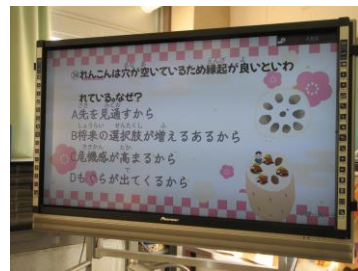 れんこんは穴が空いているため縁起が良いといわ
れている。なぜ?
A先を見通すから
B将来の選択肢が増えるあるから
C危機感が高まるから
Dもぐらが出てくるから
Pioneer